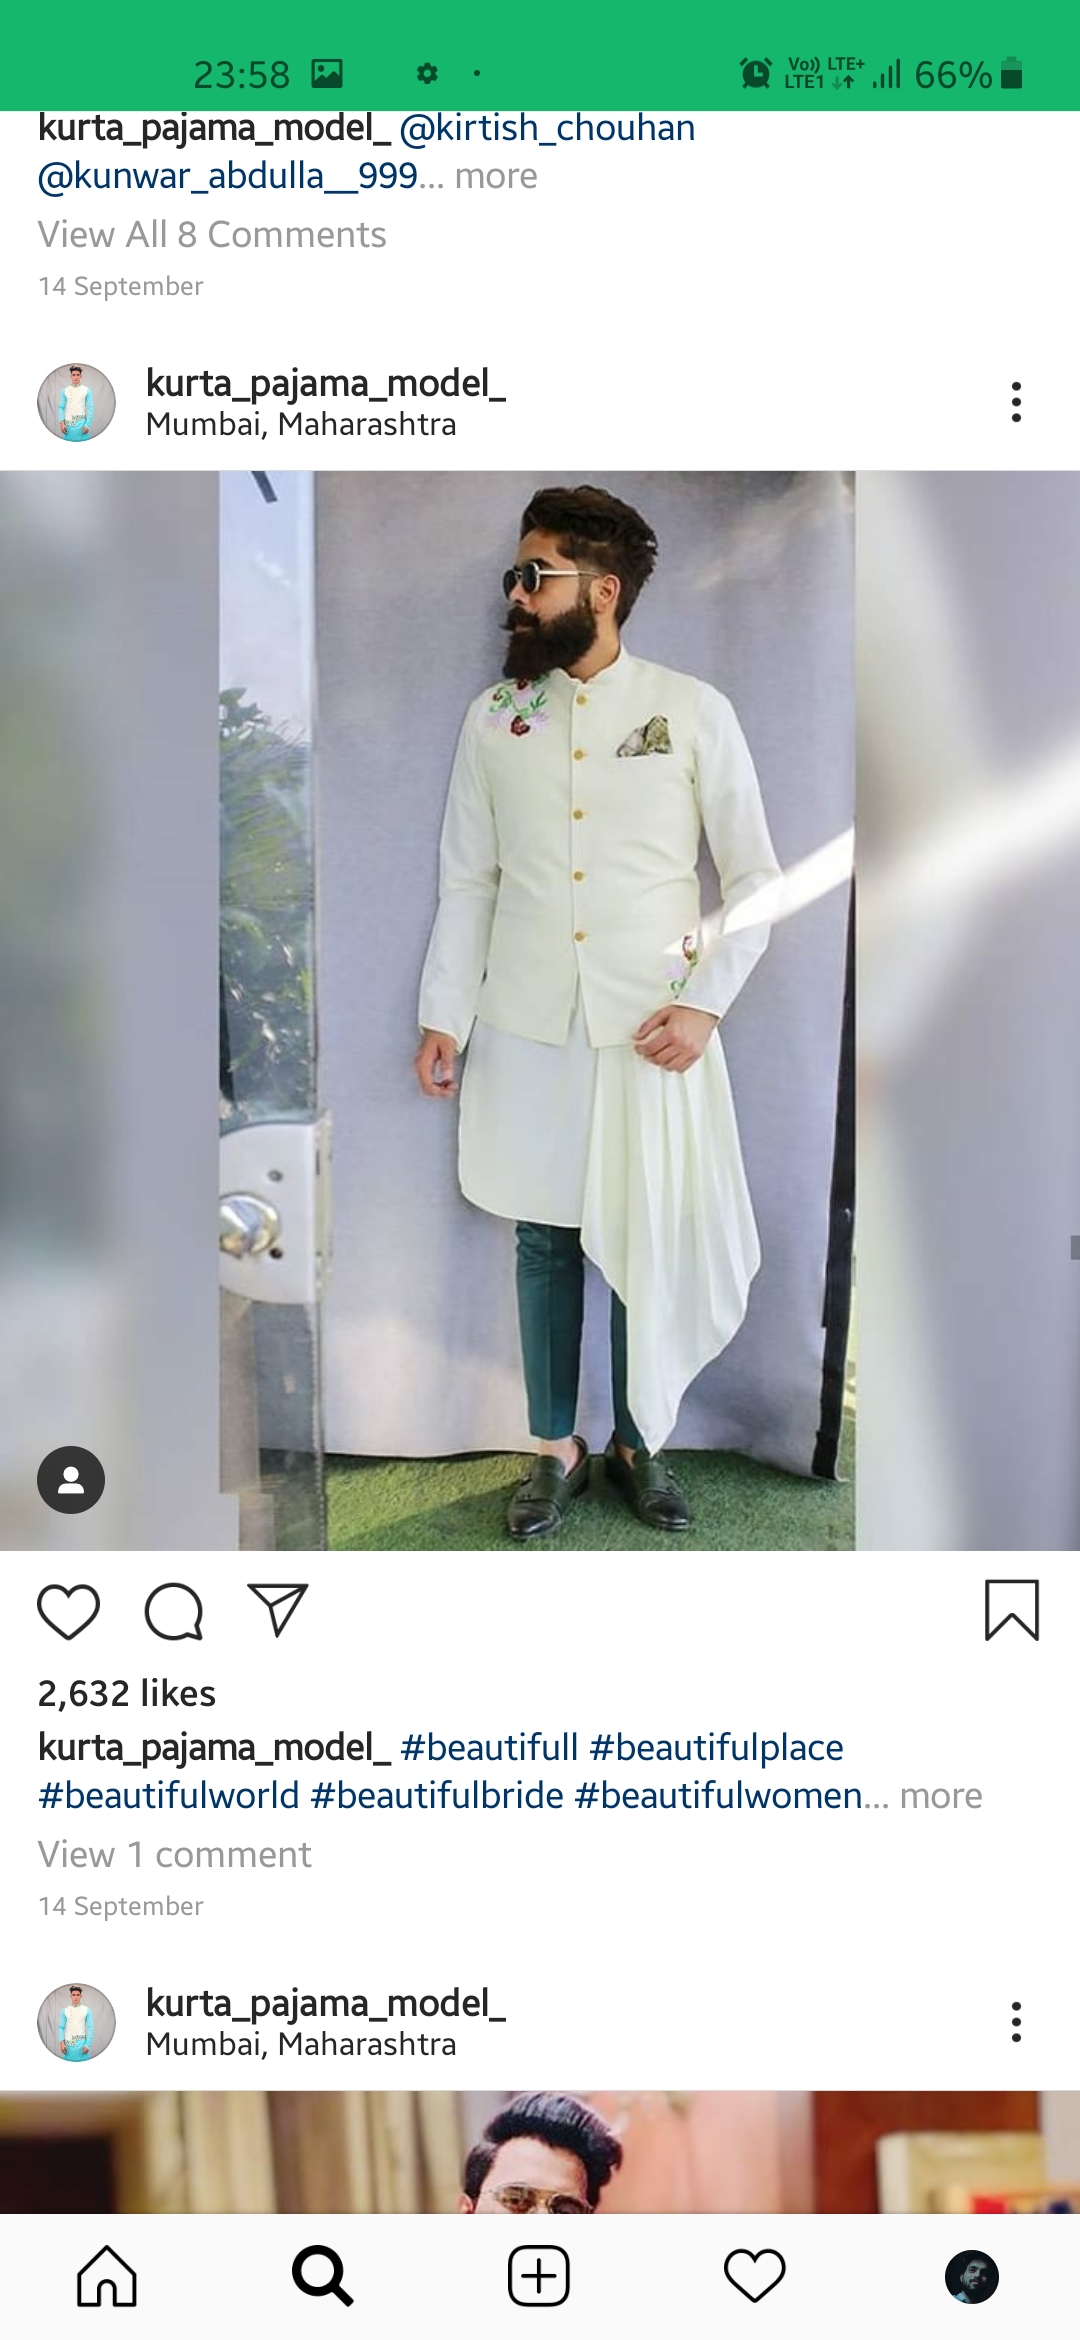 23:58
Vo)) LTE+
LTE1
66%
kurta_pajama_model_ @kirtish_chouhan
@kunwar_abdulla__999... more
View All 8 Comments
14 September
kurta_pajama_model_
Mumbai, Maharashtra
2,632 likes
kurta_pajama_model_ #beautifull #beautifulplace
#beautifulworld #beautifulbride #beautifulwomen... more
View 1 comment
14 September
kurta_pajama_model_
Mumbai, Maharashtra